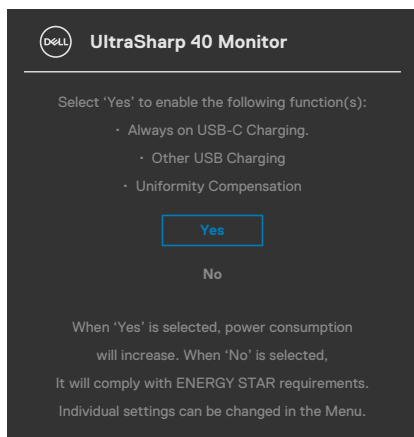 DELL
UltraSharp 40 Monitor
Select ‘Yes’ to enable the following function(s):
· Always on USB-C Charging.
· Other USB Charging
· Uniformity Compensation
Yes
No
When ‘Yes’ is selected, power consumption
will increase. When ‘No’ is selected,
It will comply with ENERGY STAR requirements.
Individual settings can be changed in the Menu.